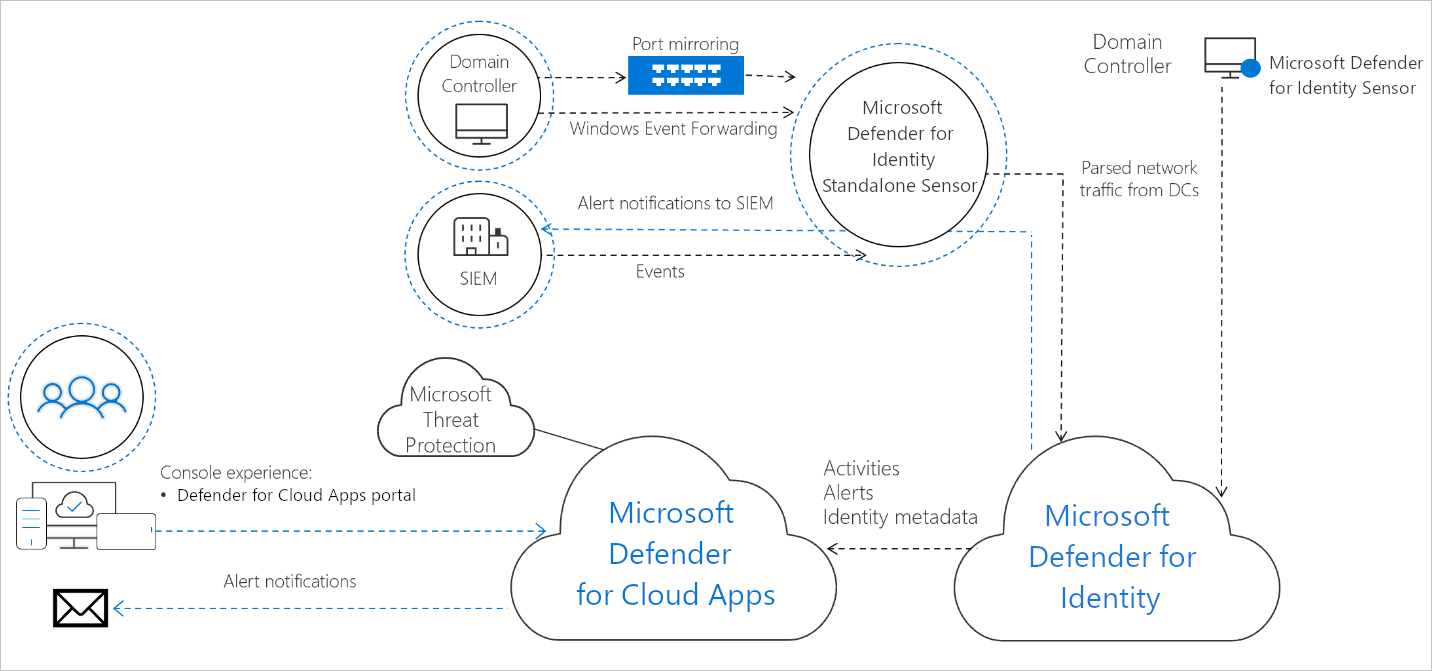 Domain
Controller
Port mirroring
Windows Event Forwarding
Microsoft
Defender for
Identity
Standalone Sensor
Domain
Controller
Microsoft Defender
for Identity Sensor
Parsed network
traffic from DCs
Alert notifications to SIEM
SIEM
Events
Microsoft
Threat
Protection
Console experience:
• Defender for Cloud Apps portal
Alert notifications
Microsoft
Defender
for Cloud Apps
Activities
Alerts
Identity metadata
Microsoft
Defender for
Identity